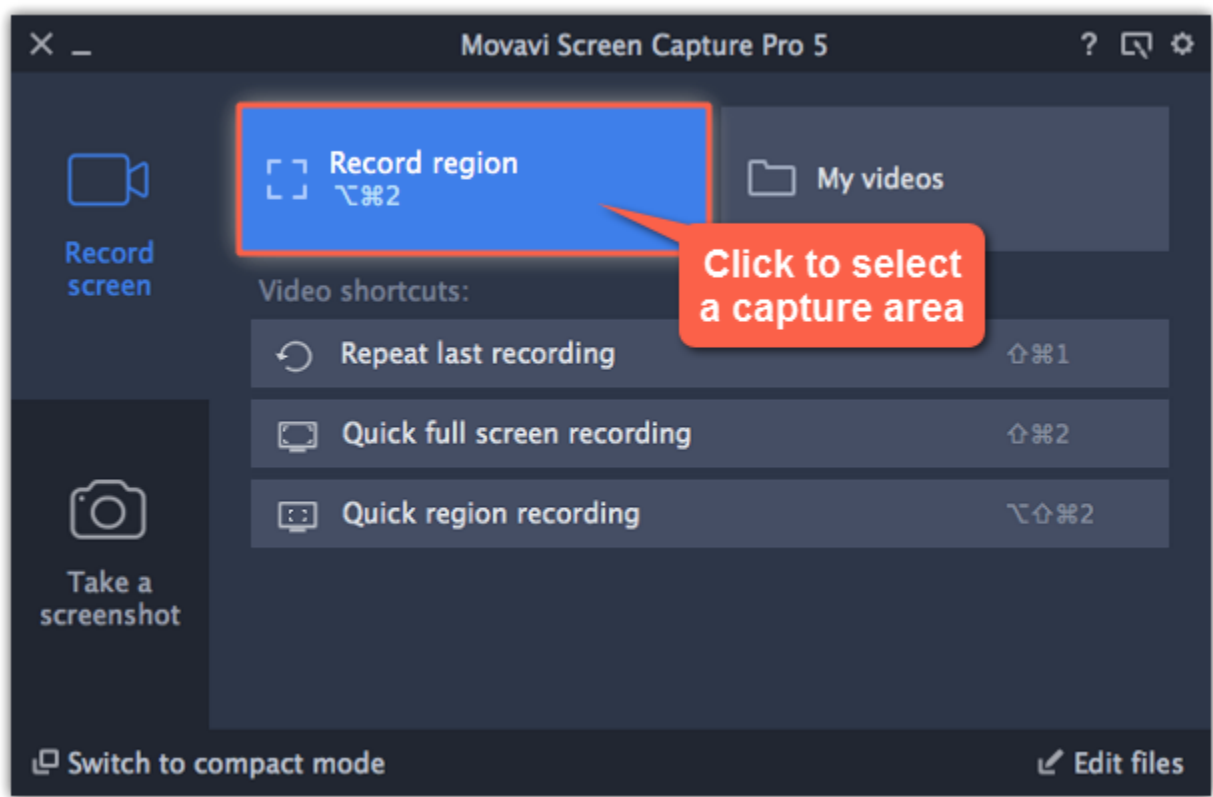 Movavi Screen Capture Pro 5
?
Record region
⌥⌘2
My videos
Record
screen
Click to select
a capture area
Video shortcuts:
Repeat last recording ⇧⌘1
Quick full screen recording ⇧⌘2
Quick region recording ⌥⇧⌘2
Take a
screenshot
Switch to compact mode
Edit files